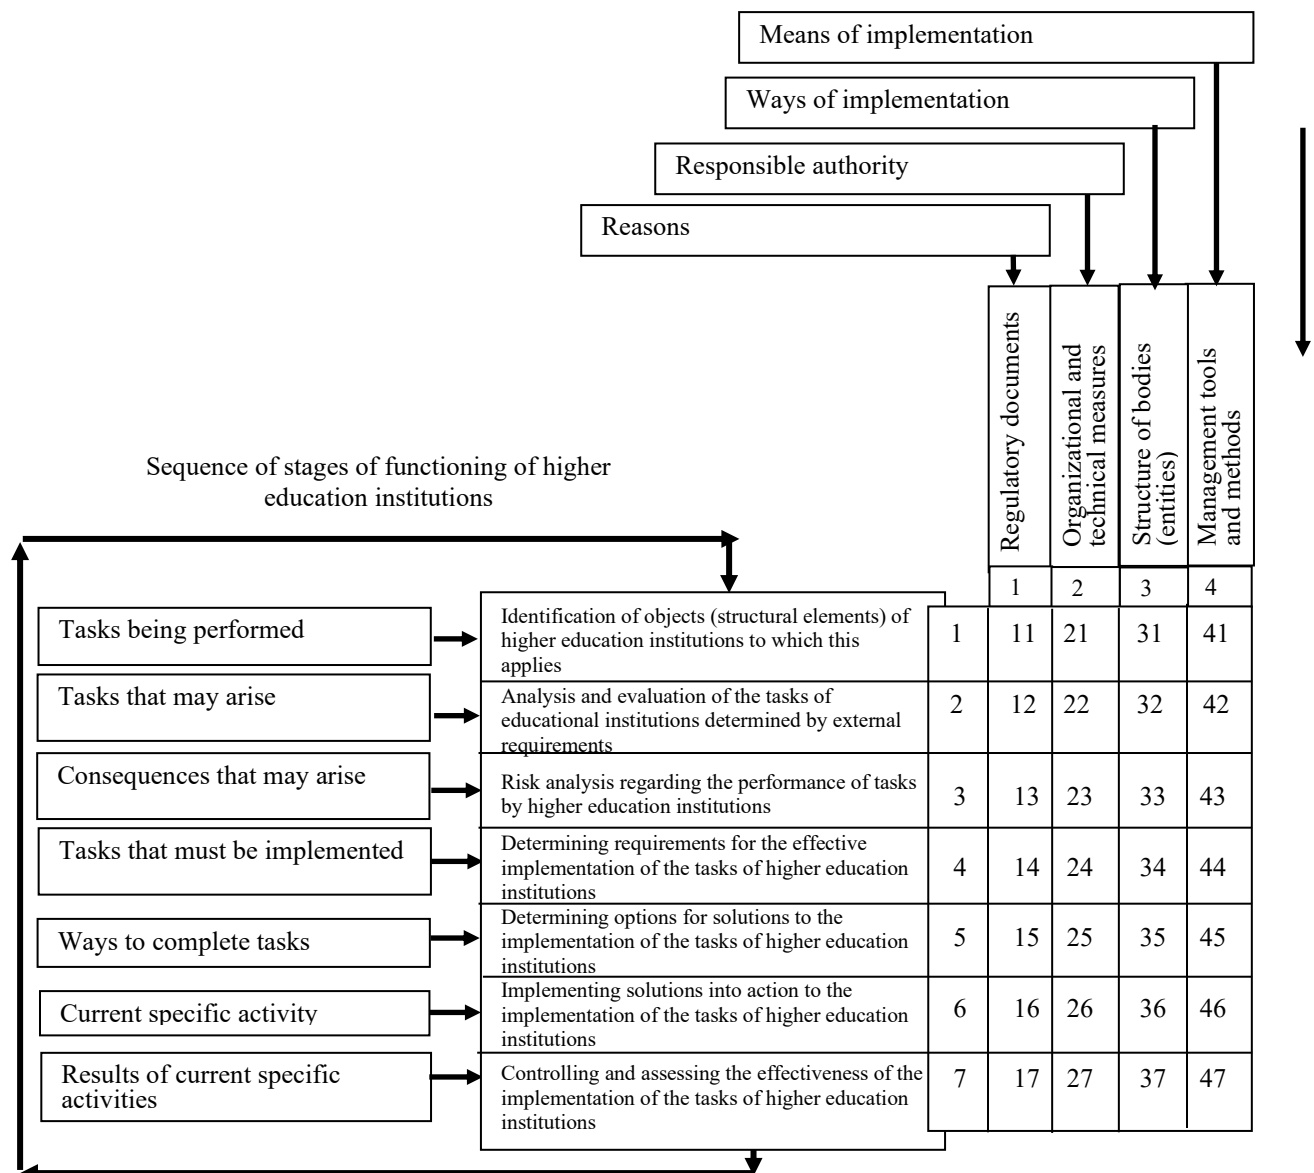 Means of implementation
Ways of implementation
Responsible authority
Reasons
Regulatory documents
Organizational and
technical measures
Structure of bodies
(entities)
Management tools
and methods
Sequence of stages of functioning of higher
education institutions
1 2 3 4
Tasks being performed
Identification of objects (structural elements) of
higher education institutions to which this
applies
1 11 21 31 41
Tasks that may arise
Analysis and evaluation of the tasks of
educational institutions determined by external
requirements
2 12 22 32 42
Consequences that may arise
Risk analysis regarding the performance of tasks
by higher education institutions
3 13 23 33 43
Tasks that must be implemented
Determining requirements for the effective
implementation of the tasks of higher education
institutions
4 14 24 34 44
Ways to complete tasks
Determining options for solutions to the
implementation of the tasks of higher education
institutions
5 15 25 35 45
Current specific activity
Implementing solutions into action to the
implementation of the tasks of higher education
institutions
6 16 26 36 46
Results of current specific
activities
Controlling and assessing the effectiveness of the
implementation of the tasks of higher education
institutions
7 17 27 37 47